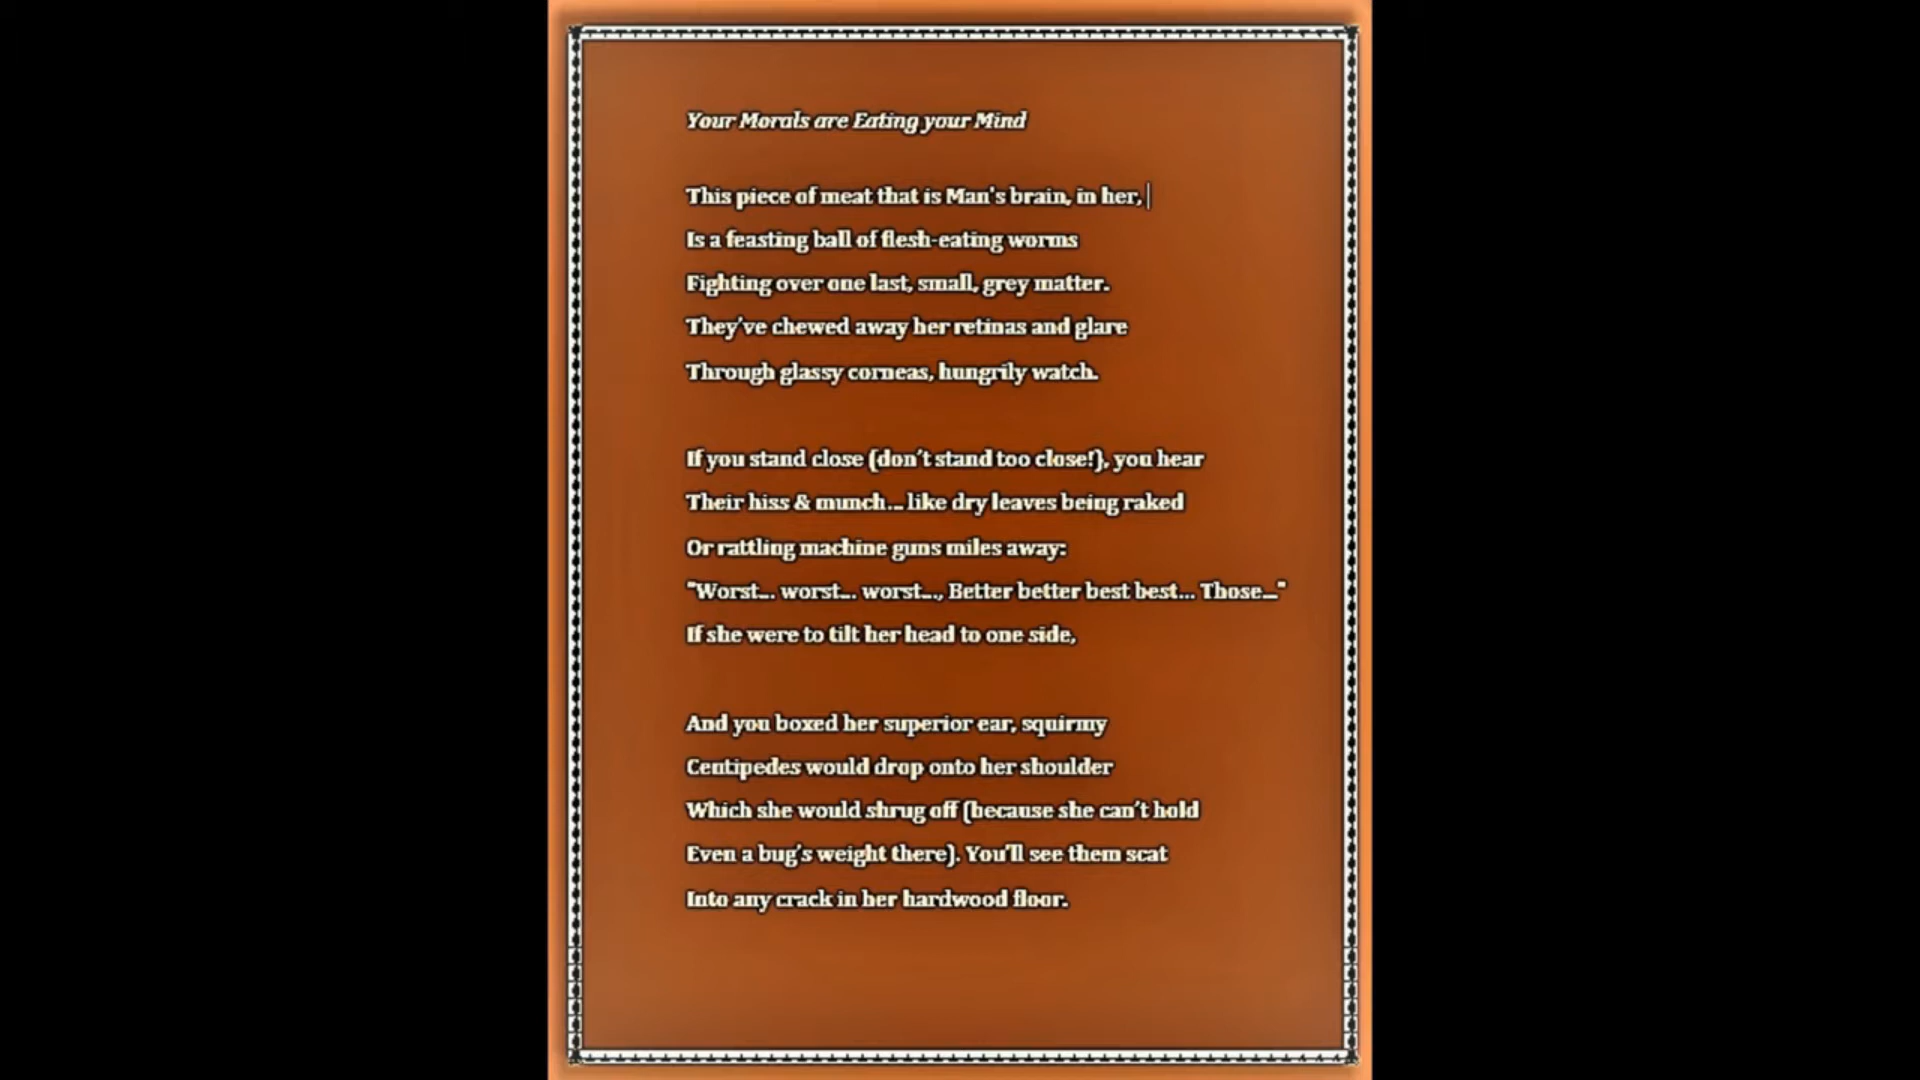 Your Morals are Eating your Mind
This piece of meat that is Man's brain, in her,
Is a feasting ball of flesh-eating worms
Fighting over one last, small, grey matter.
They've chewed away her retinas and glare
Through glassy corneas, hungrily watch.
If you stand close (don't stand too close!), you hear
Their hiss & munch... like dry leaves being raked
Or rattling machine guns miles away:
"Worst... worst... worst..., Better better best best... Those..."
If she were to tilt her head to one side,
And you boxed her superior ear, squirmy
Centipedes would drop onto her shoulder
Which she would shrug off (because she can't hold
Even a bug's weight there). You'll see them scat
Into any crack in her hardwood floor.